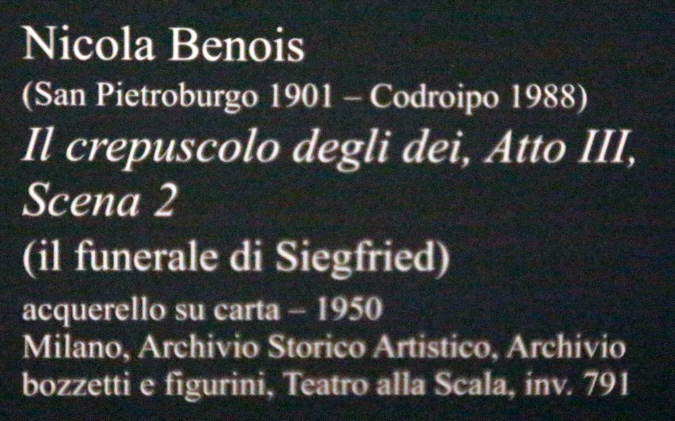 Nicola Benois
(San Pietroburgo 1901 – Codroipo 1988)
Il crepuscolo degli dei, Atto III,
Scena 2
(il funerale di Siegfried)
acquerello su carta – 1950
Milano, Archivio Storico Artistico, Archivio
bozzetti e figurini, Teatro alla Scala, inv. 791